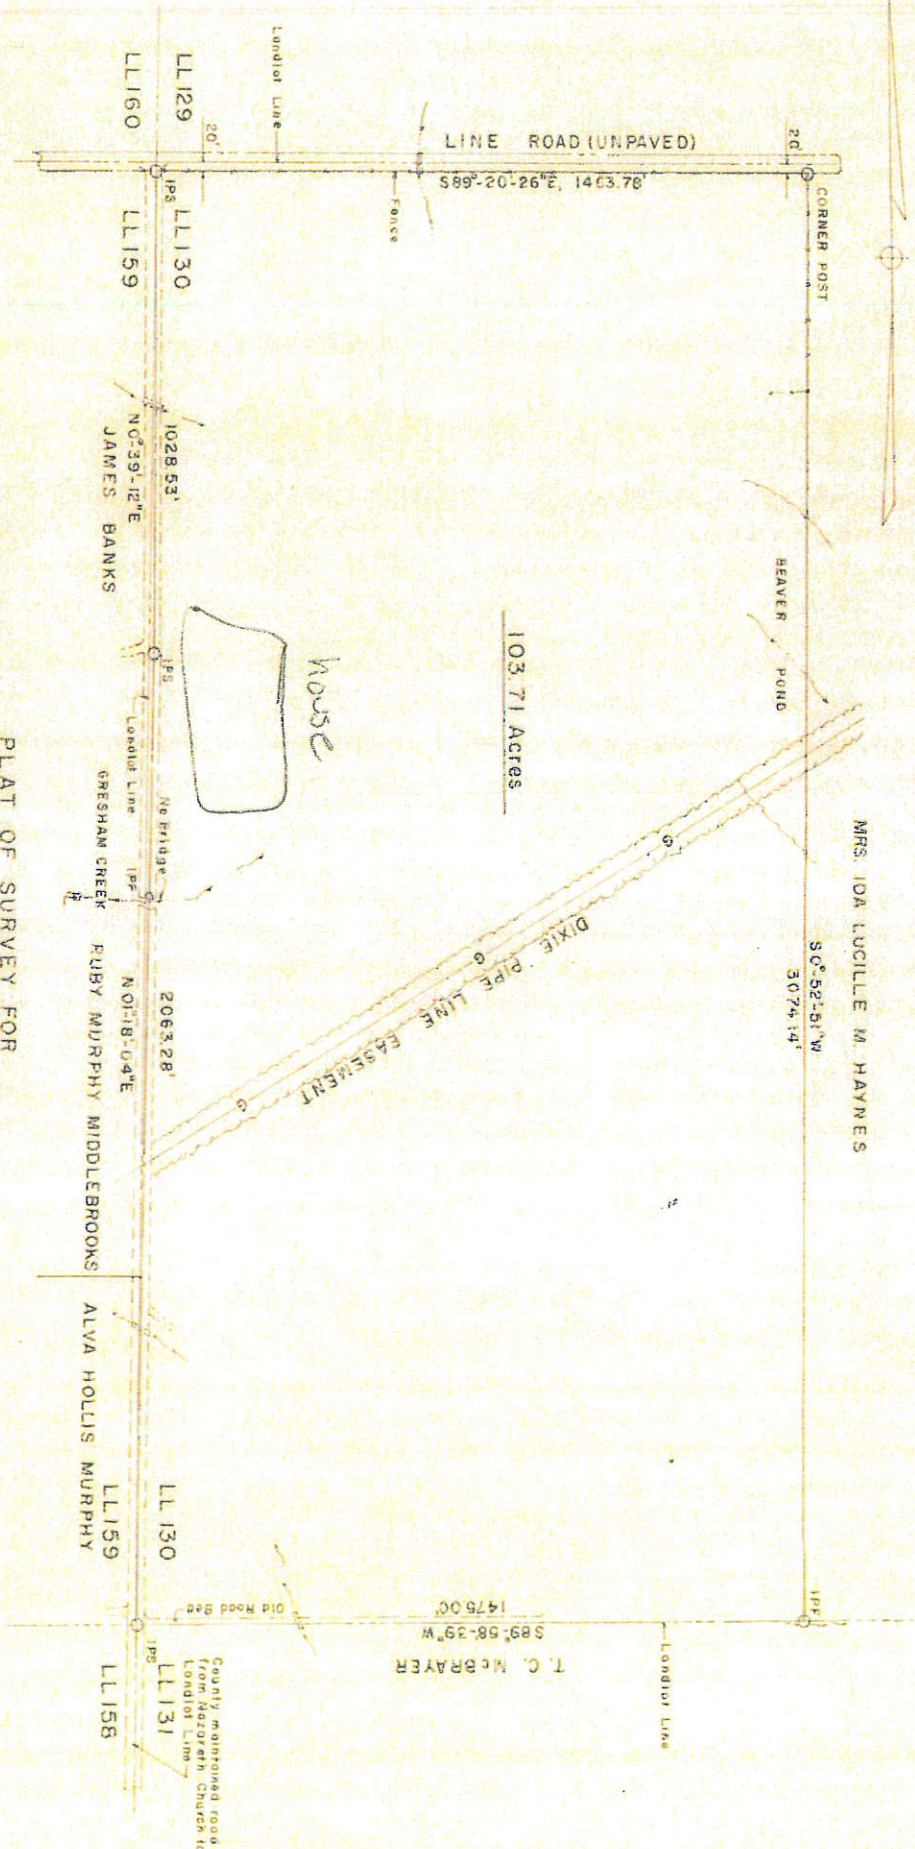 LL 129
LL 160
Landlot Line
20'
LINE ROAD (UNPAVED)
20'
S89°-20-26"E, 1463.78'
CORNER POST
IPS
LL 130
LL 159
Fence
1028.53'
N 0°-39'-12"E
JAMES BANKS
BEAVER POND
103.71 Acres
house
IPS
Landlot Line
No Bridge
IPF
GRESHAM CREEK
MRS. IDA LUCILLE M. HAYNES
S 0°-52'-51"W
3074.14'
G
G
G
DIXIE PIPE LINE EASEMENT
2063.28'
N 01°-18'-04"E
RUBY MURPHY MIDDLEBROOKS
ALVA HOLLIS MURPHY
LL 130
LL 159
Old Road Bed
1475.00'
S89°-58-39"W
T. C. McBRAYER
IPF
Landlot Line
IPS
LL 131
LL 158
County maintained road
from Nazareth Church to
Landlot Line
PLAT OF SURVEY FOR